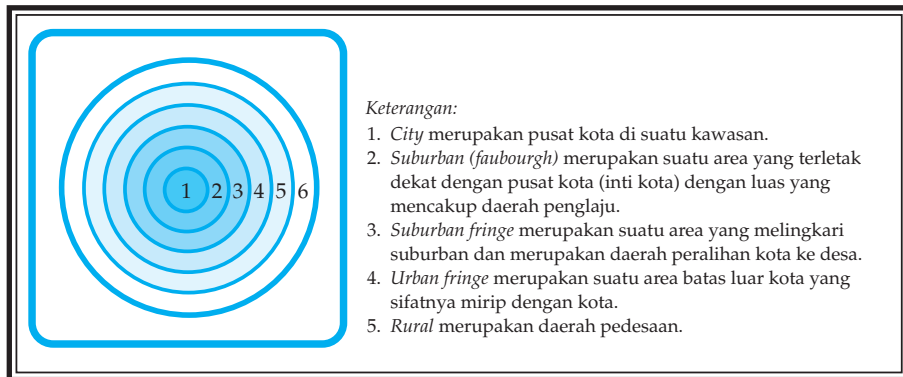 1 2 3 4 5 6
Keterangan:
1. City merupakan pusat kota di suatu kawasan.
2. Suburban (faubourgh) merupakan suatu area yang terletak
dekat dengan pusat kota (inti kota) dengan luas yang
mencakup daerah penglaju.
3. Suburban fringe merupakan suatu area yang melingkari
suburban dan merupakan daerah peralihan kota ke desa.
4. Urban fringe merupakan suatu area batas luar kota yang
sifatnya mirip dengan kota.
5. Rural merupakan daerah pedesaan.